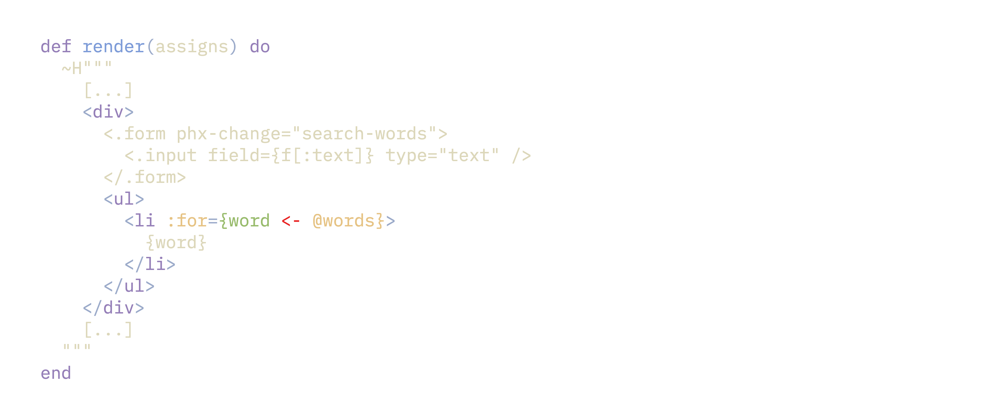 def render(assigns) do
  ~H"""
    [...]
    <div>
      <.form phx-change="search-words">
        <.input field={f[:text]} type="text" />
      </.form>
      <ul>
        <li :for={word <- @words}>
          {word}
        </li>
      </ul>
    </div>
    [...]
  """
end